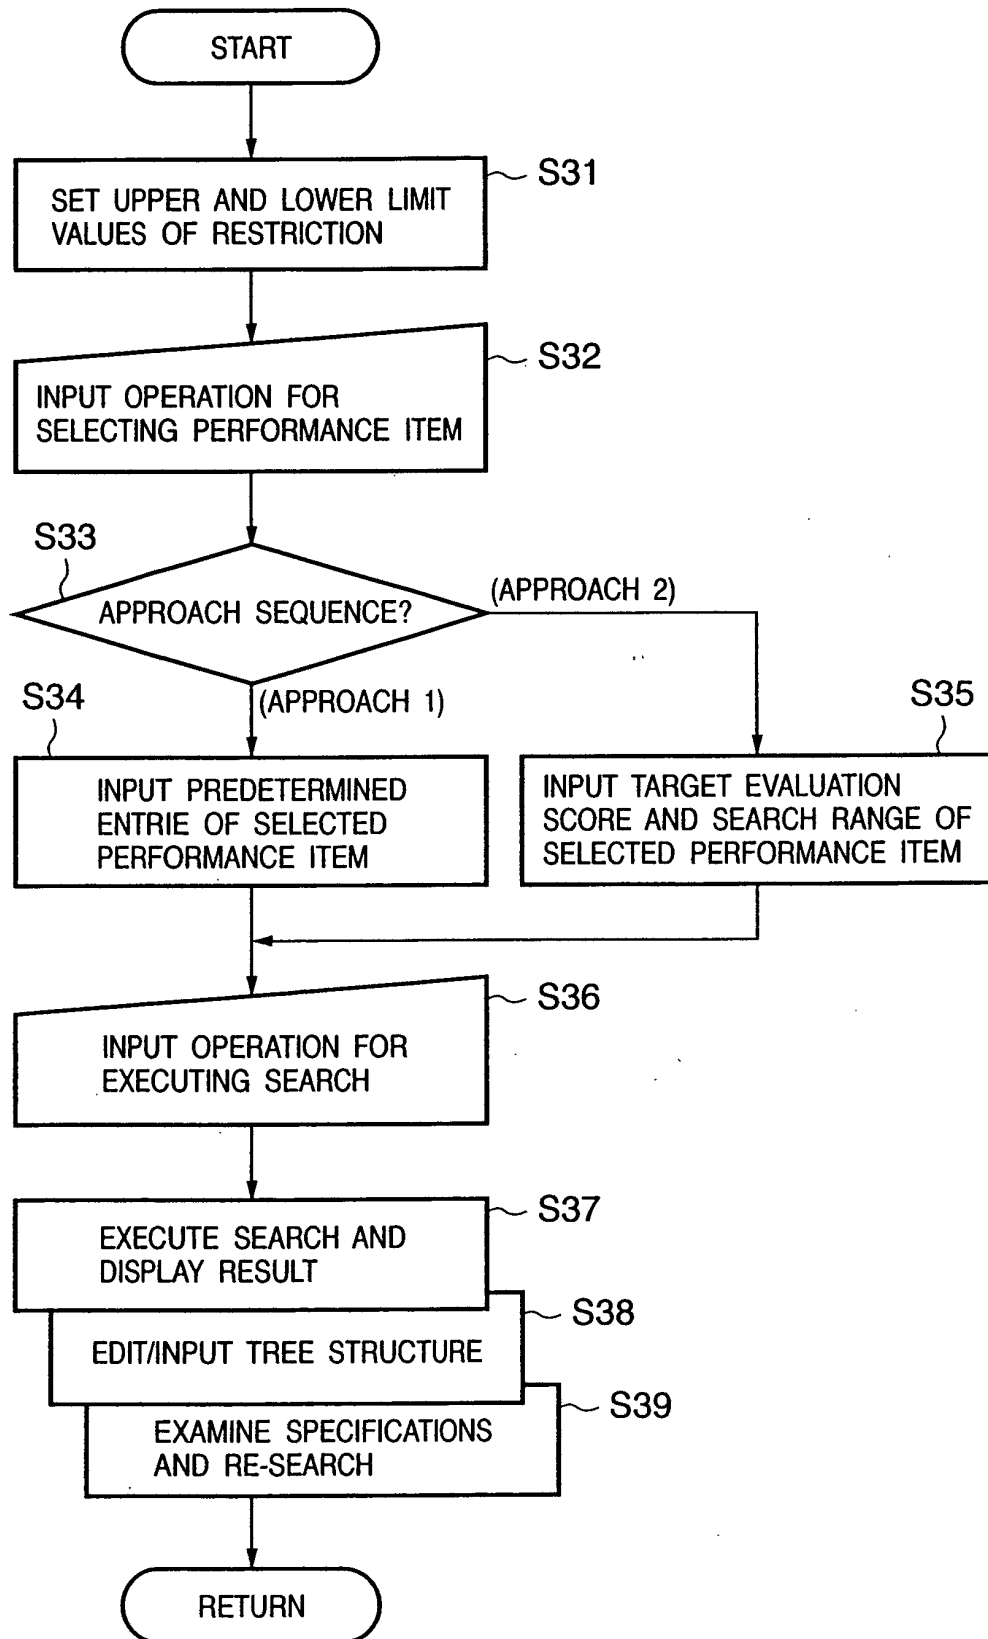 START
S31
SET UPPER AND LOWER LIMIT
VALUES OF RESTRICTION
S32
INPUT OPERATION FOR
SELECTING PERFORMANCE ITEM
S33
APPROACH SEQUENCE?
(APPROACH 2)
(APPROACH 1)
S34
INPUT PREDETERMINED
ENTRIE OF SELECTED
PERFORMANCE ITEM
S35
INPUT TARGET EVALUATION
SCORE AND SEARCH RANGE OF
SELECTED PERFORMANCE ITEM
S36
INPUT OPERATION FOR
EXECUTING SEARCH
S37
EXECUTE SEARCH AND
DISPLAY RESULT
S38
EDIT/INPUT TREE STRUCTURE
S39
EXAMINE SPECIFICATIONS
AND RE-SEARCH
RETURN